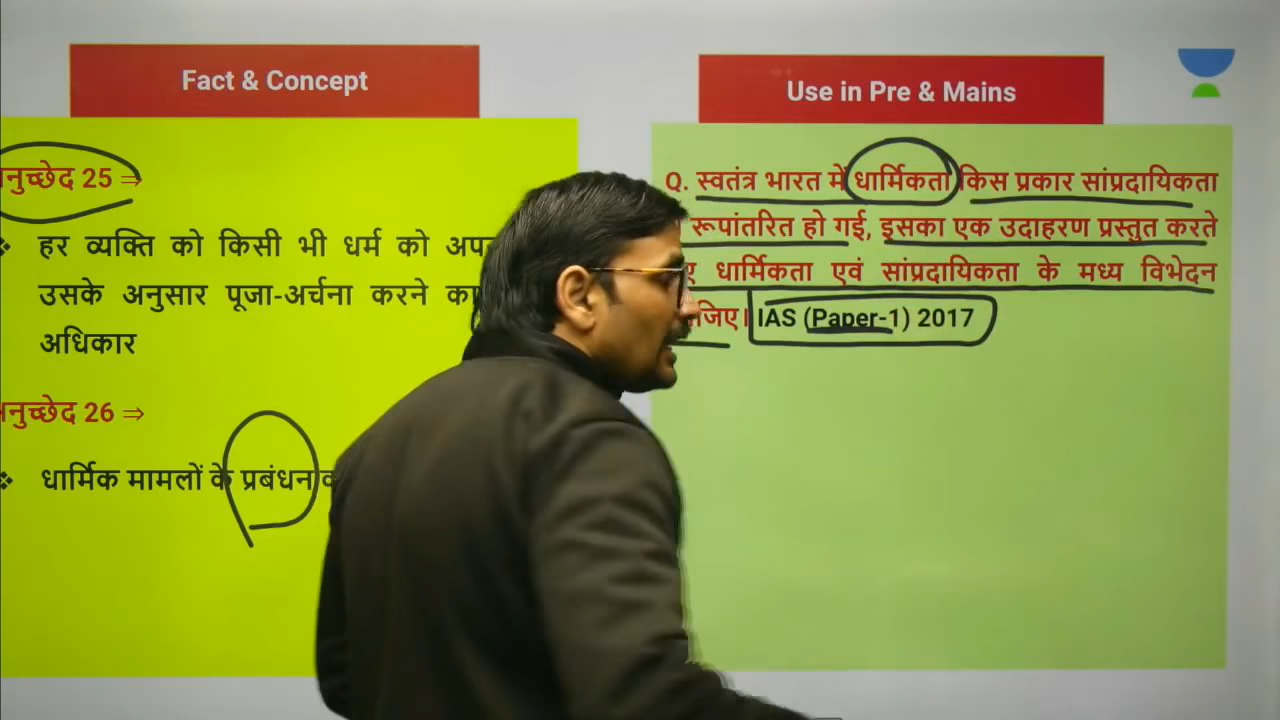 Fact & Concept
25 ⇒
हर व्यक्ति को किसी भी धर्म को
उसके अनुसार पूजा-अर्चना करने
अधिकार
26 ⇒
धार्मिक मामलों के प्रबंधन
Use in Pre & Mains
Q. स्वतंत्र भारत में धार्मिकता किस प्रकार सांप्रदायिकता
रूपांतरित हो गई, इसका एक उदाहरण प्रस्तुत करते
धार्मिकता एवं सांप्रदायिकता के मध्य विभेदन
IAS (Paper-1) 2017